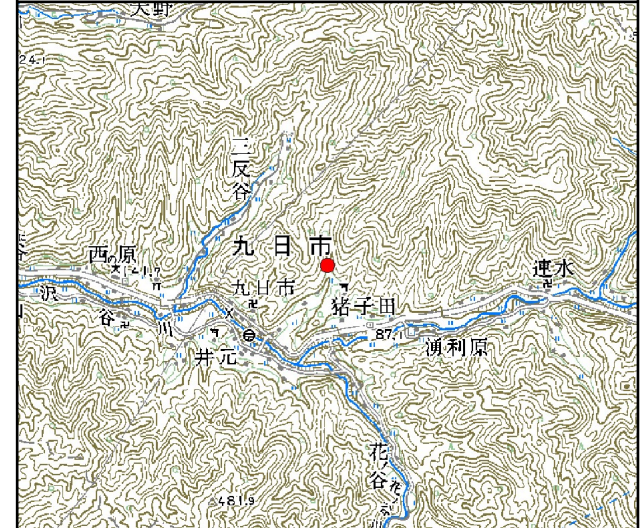 天野
三反谷
九日市
西原
九日市
猪子田
連水
沢
谷
川
87.
湧利原
井元
花ノ谷
481.9